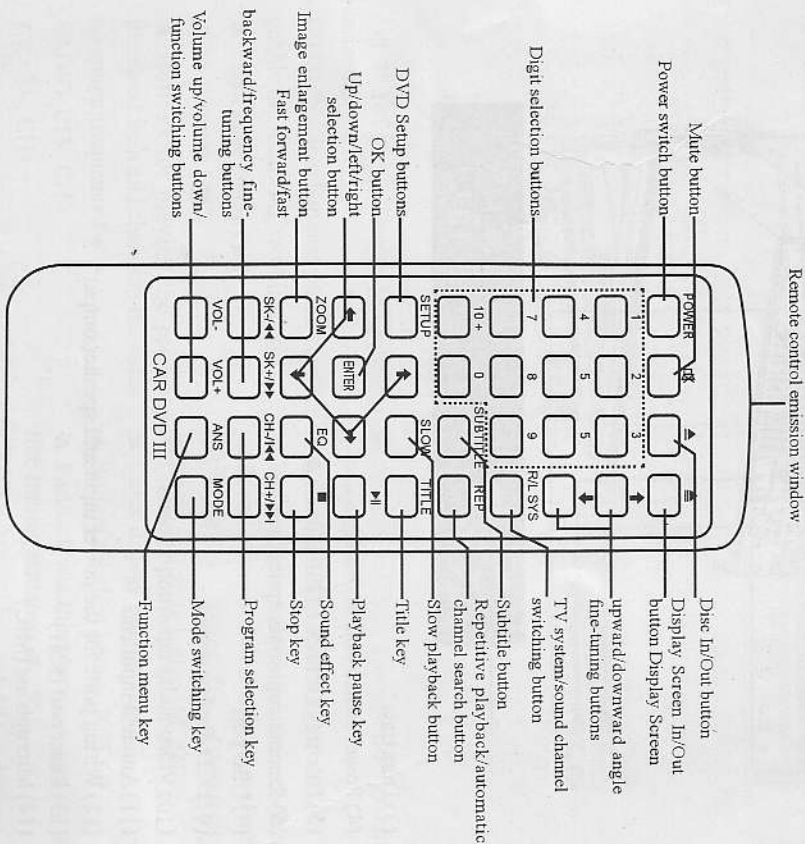 Remote control emission window
Mute button
Power switch button
Digit selection buttons
DVD Setup buttons
OK button
Up/down/left/right
selection button
Image enlargement button
Fast forward/fast
backward/frequency fine-
tuning buttons
Volume up/volume down/
function switching buttons
POWER
1 2 3
4 5 5
7 8 9
10+ 0 SUBTITLE REP
R/L SYS
SETUP SLOW TITLE
ENTER
ZOOM EQ
SK-/◀◀ SK+/▶▶ CH-/|◀◀ CH+/▶▶|
VOL- VOL+ ANS MODE
CAR DVD III
Disc In/Out button
Display Screen In/Out
button Display Screen
upward/downward angle
fine-tuning buttons
TV system/sound channel
switching button
Subtitle button
Repetitive playback/automatic
channel search button
Slow playback button
Title key
Playback pause key
Sound effect key
Stop key
Program selection key
Mode switching key
Function menu key